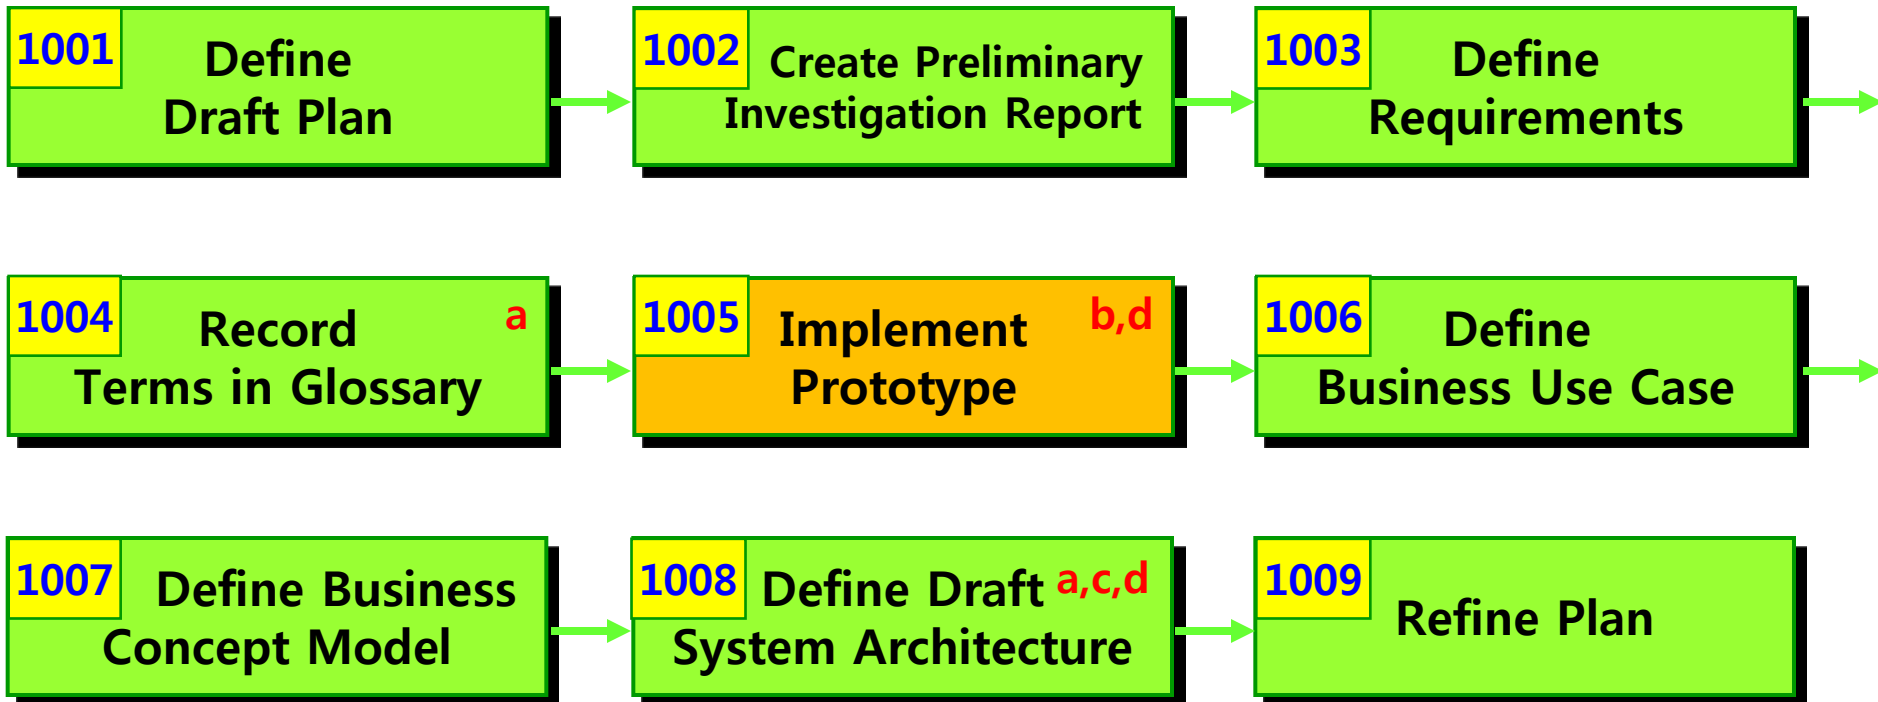 1001
Define
Draft Plan
1002
Create Preliminary
Investigation Report
1003
Define
Requirements
1004
Record
a
Terms in Glossary
1005
Implement
b,d
Prototype
1006
Define
Business Use Case
1007
Define Business
Concept Model
1008
Define Draft
a,c,d
System Architecture
1009
Refine Plan